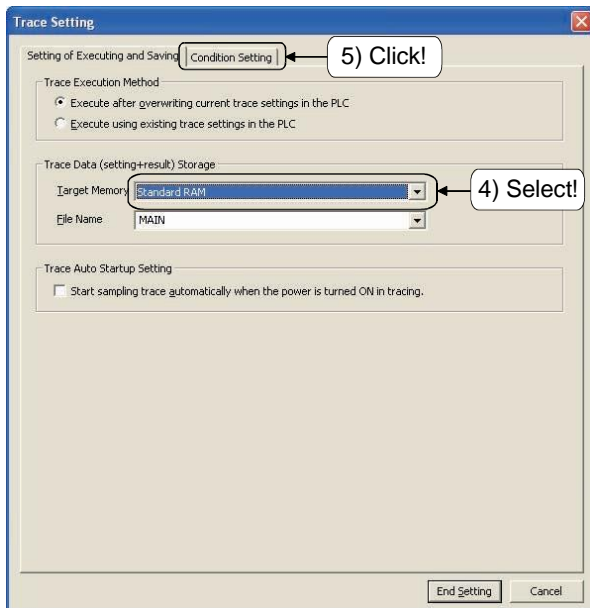 Trace Setting
Setting of Executing and Saving Condition Setting 5) Click!
Trace Execution Method
Execute after overwriting current trace settings in the PLC
Execute using existing trace settings in the PLC
Trace Data (setting+result) Storage
Target Memory Standard RAM 4) Select!
File Name MAIN
Trace Auto Startup Setting
Start sampling trace automatically when the power is turned ON in tracing.
End Setting Cancel